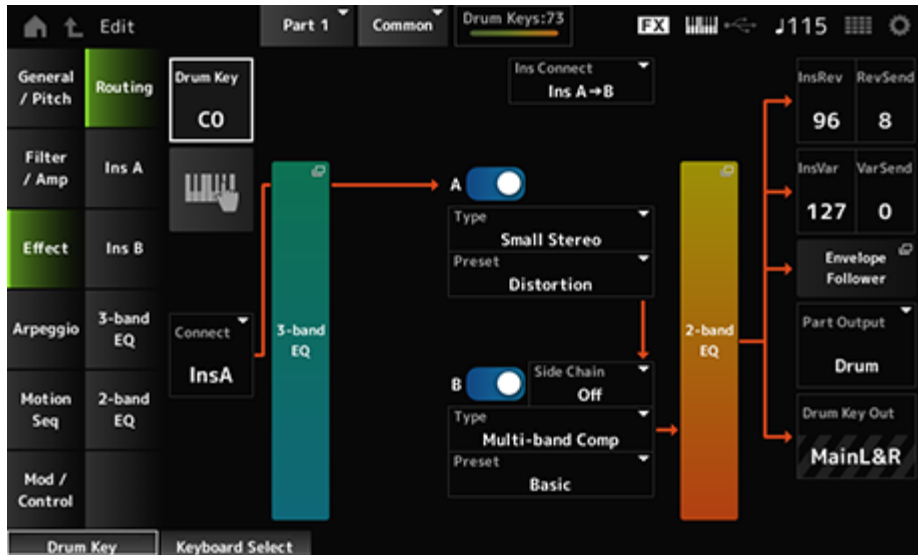 Edit
Part 1
Common
Drum Keys:73
FX
♩115
General
/ Pitch
Routing
Drum Key
C0
Ins Connect
Ins A→B
InsRev
RevSend
96
8
Filter
/ Amp
Ins A
A
InsVar
VarSend
127
0
Type
Small Stereo
Preset
Distortion
Effect
Ins B
Envelope
Follower
Arpeggio
3-band
EQ
Connect
InsA
3-band
EQ
2-band
EQ
Part Output
Drum
B
Side Chain
Off
Motion
Seq
2-band
EQ
Type
Multi-band Comp
Preset
Basic
Drum Key Out
MainL&R
Mod /
Control
Drum Key
Keyboard Select